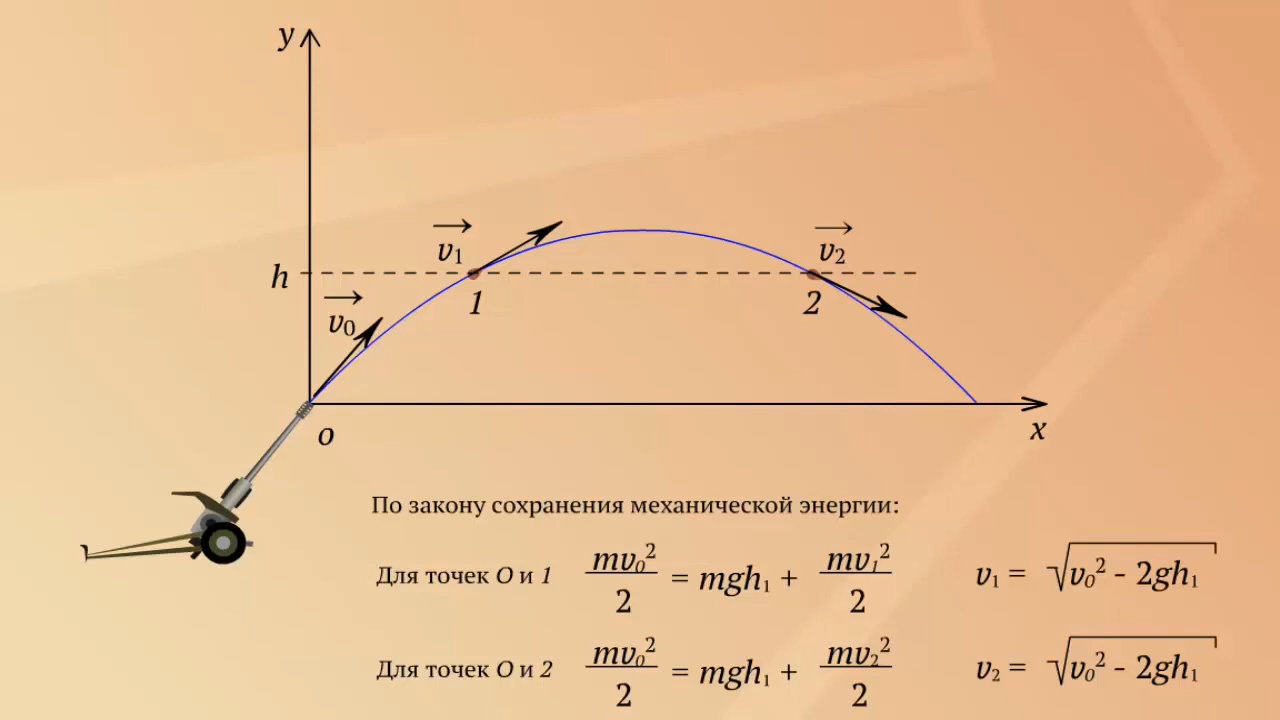 y
v₁
v₂
h
1
2
v₀
o
x
По закону сохранения механической энергии:
Для точек O и 1 mv₀²/2 = mgh₁ + mv₁²/2 v₁ = √v₀² - 2gh₁
Для точек O и 2 mv₀²/2 = mgh₁ + mv₂²/2 v₂ = √v₀² - 2gh₁